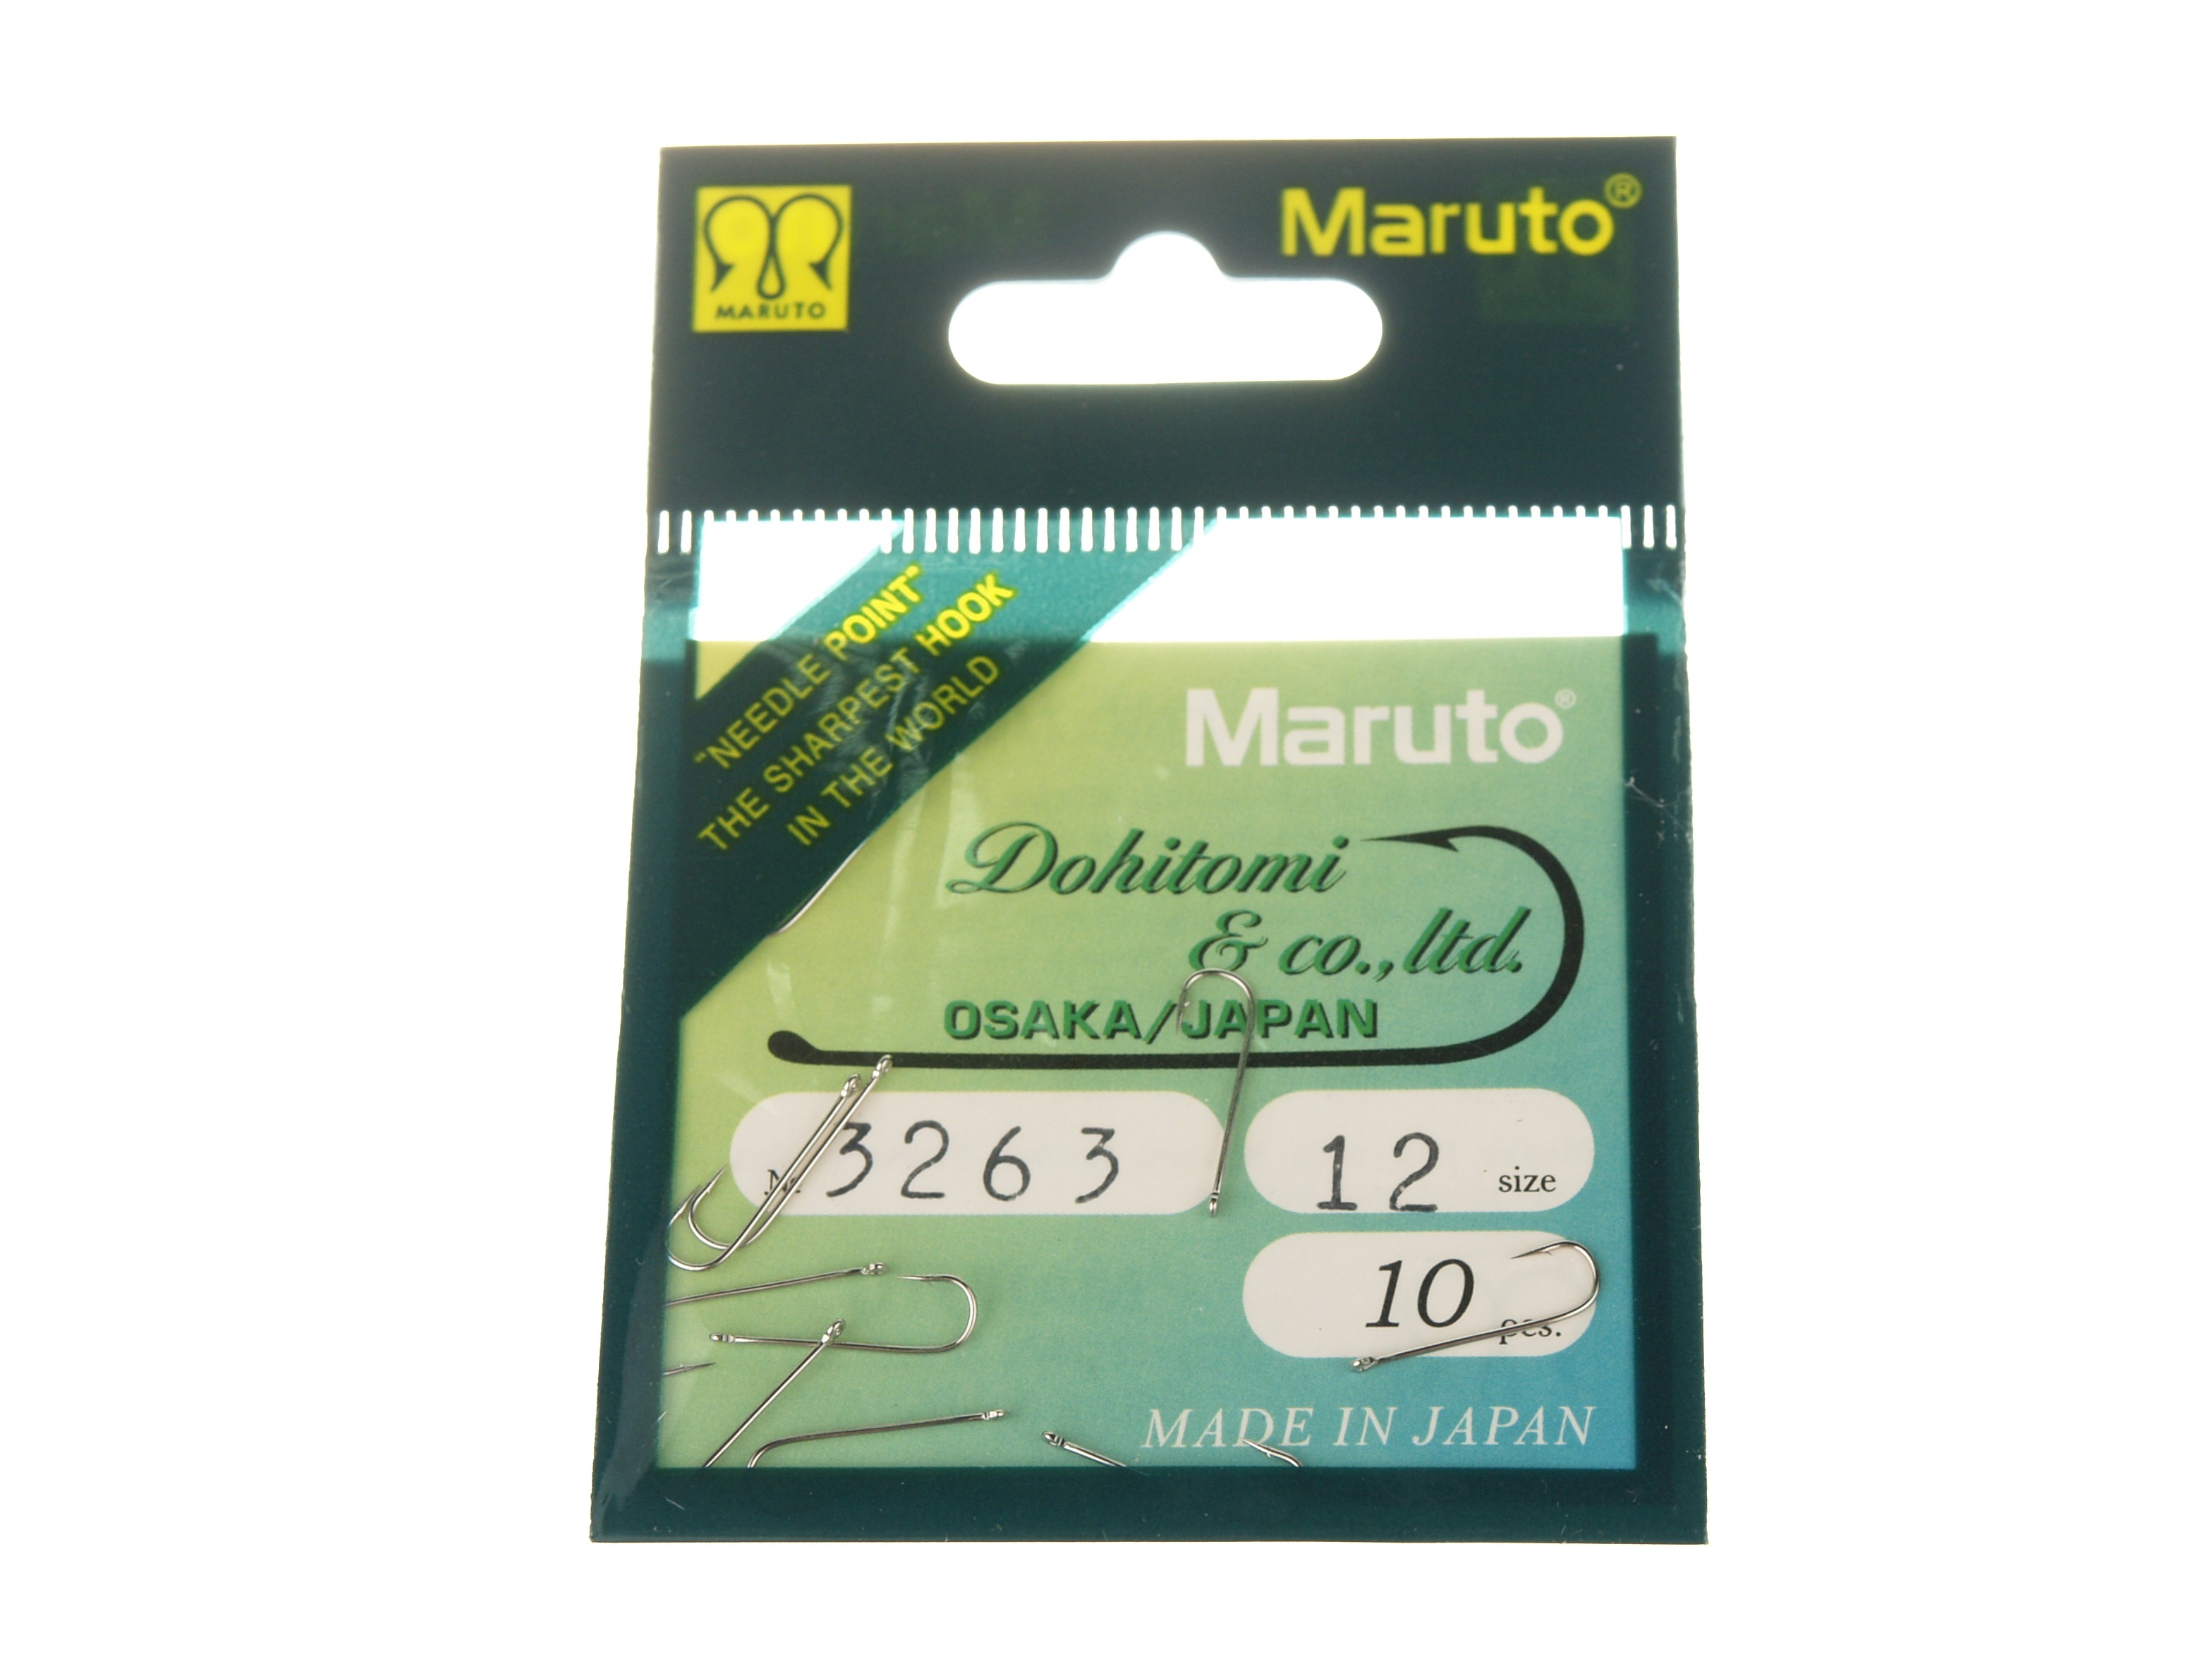 MARUTO
Maruto®
"NEEDLE POINT"
THE SHARPEST HOOK
IN THE WORLD
Maruto®
Dohitomi
& co.,ltd.
OSAKA/JAPAN
3263
12 size
10 pcs.
MADE IN JAPAN